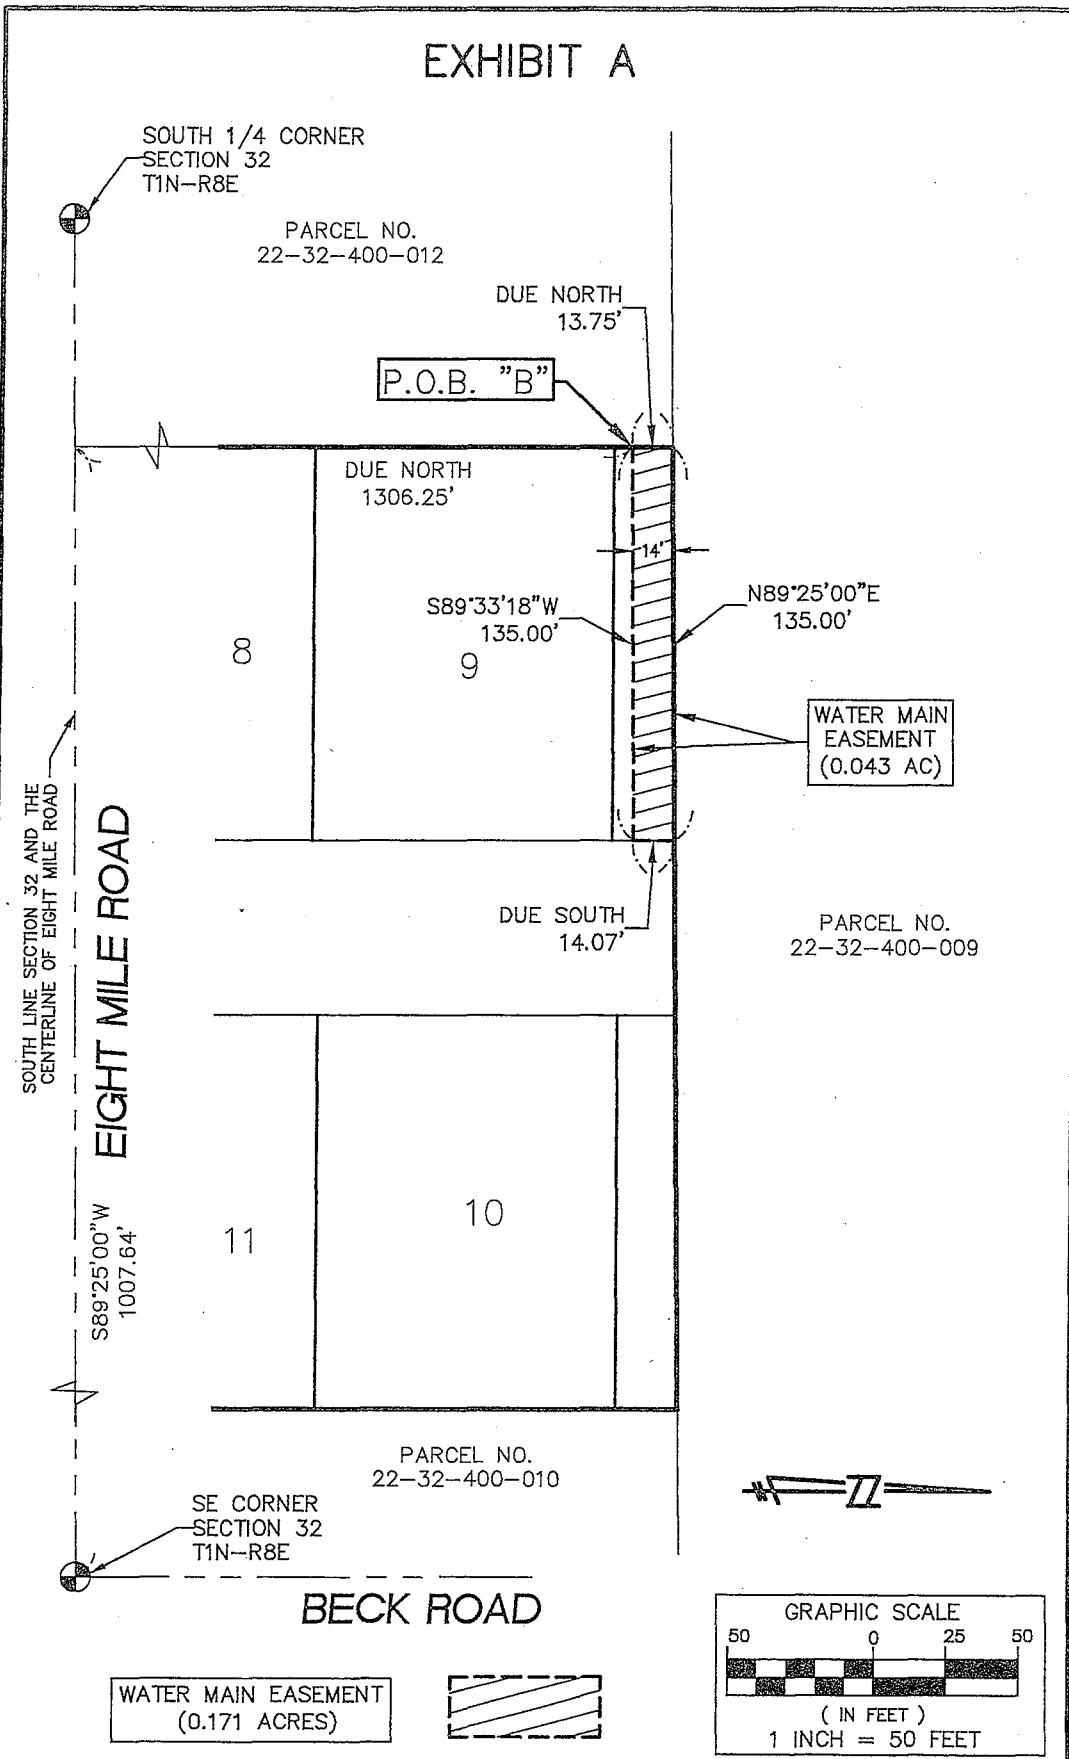 EXHIBIT A
SOUTH 1/4 CORNER
SECTION 32
T1N-R8E
PARCEL NO.
22-32-400-012
DUE NORTH
13.75'
P.O.B. "B"
DUE NORTH
1306.25'
14'
S89°33'18"W
135.00'
N89°25'00"E
135.00'
8
9
WATER MAIN
EASEMENT
(0.043 AC)
SOUTH LINE SECTION 32 AND THE
CENTERLINE OF EIGHT MILE ROAD
EIGHT MILE ROAD
DUE SOUTH
14.07'
PARCEL NO.
22-32-400-009
S89°25'00"W
1007.64'
11
10
PARCEL NO.
22-32-400-010
SE CORNER
SECTION 32
T1N-R8E
BECK ROAD
N
WATER MAIN EASEMENT
(0.171 ACRES)
GRAPHIC SCALE
50 0 25 50
( IN FEET )
1 INCH = 50 FEET